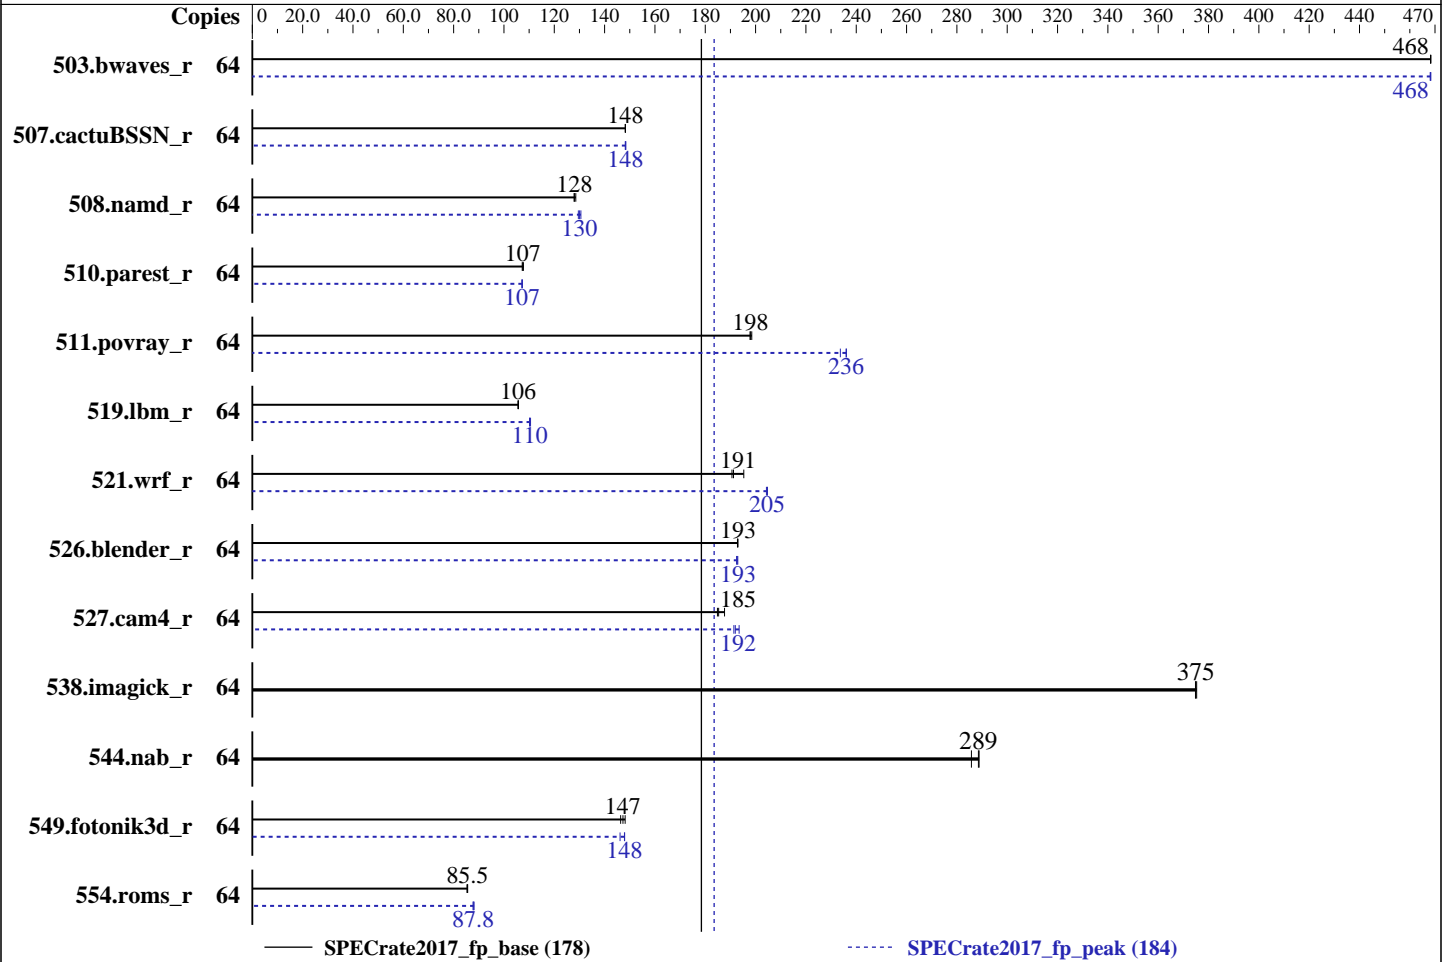 Copies 0 20.0 40.0 60.0 80.0 100 120 140 160 180 200 220 240 260 280 300 320 340 360 380 400 420 440 470
503.bwaves_r 64 468
468
507.cactuBSSN_r 64 148
148
508.namd_r 64 128
130
510.parest_r 64 107
107
511.povray_r 64 198
236
519.lbm_r 64 106
110
521.wrf_r 64 191
205
526.blender_r 64 193
193
527.cam4_r 64 185
192
538.imagick_r 64 375
544.nab_r 64 289
549.fotonik3d_r 64 147
148
554.roms_r 64 85.5
87.8
SPECrate2017_fp_base (178) SPECrate2017_fp_peak (184)